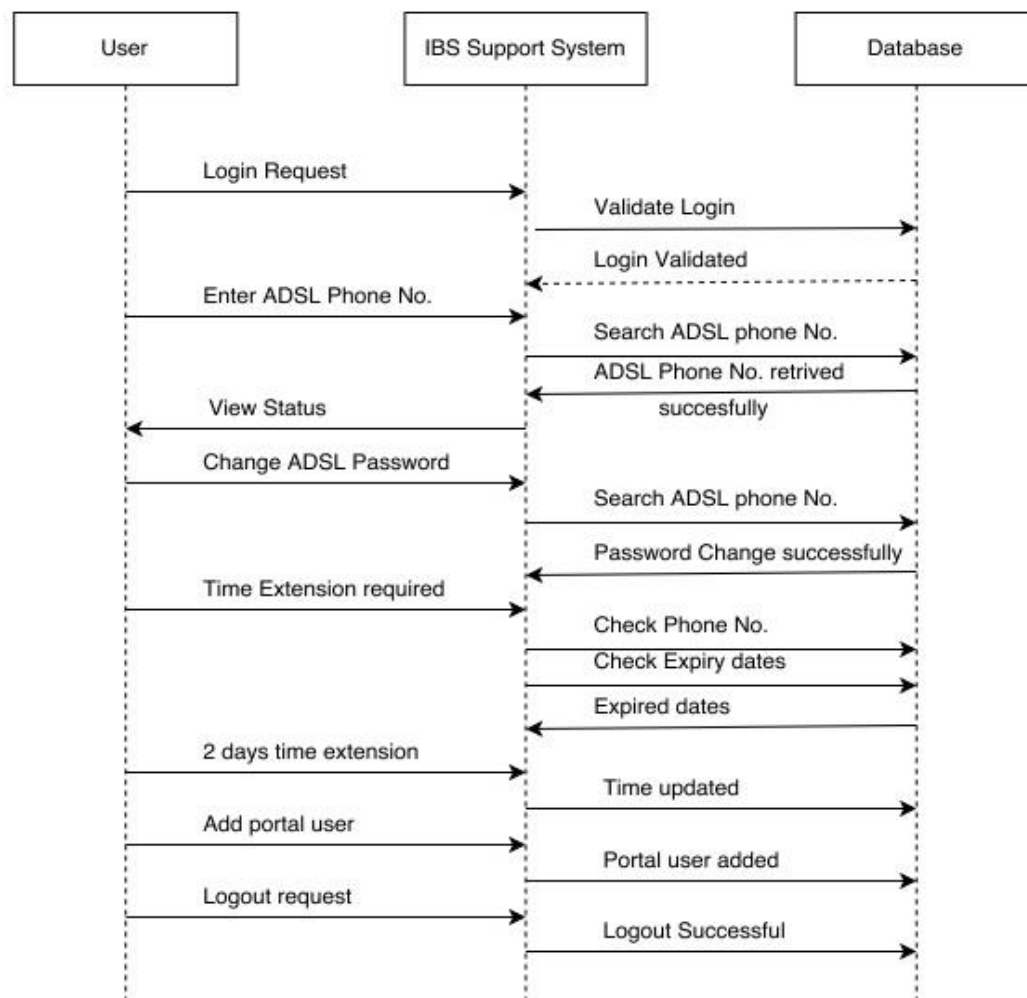 User
IBS Support System
Database
Login Request
Validate Login
Login Validated
Enter ADSL Phone No.
Search ADSL phone No.
ADSL Phone No. retrived
succesfully
View Status
Change ADSL Password
Search ADSL phone No.
Password Change successfully
Time Extension required
Check Phone No.
Check Expiry dates
Expired dates
2 days time extension
Time updated
Add portal user
Portal user added
Logout request
Logout Successful